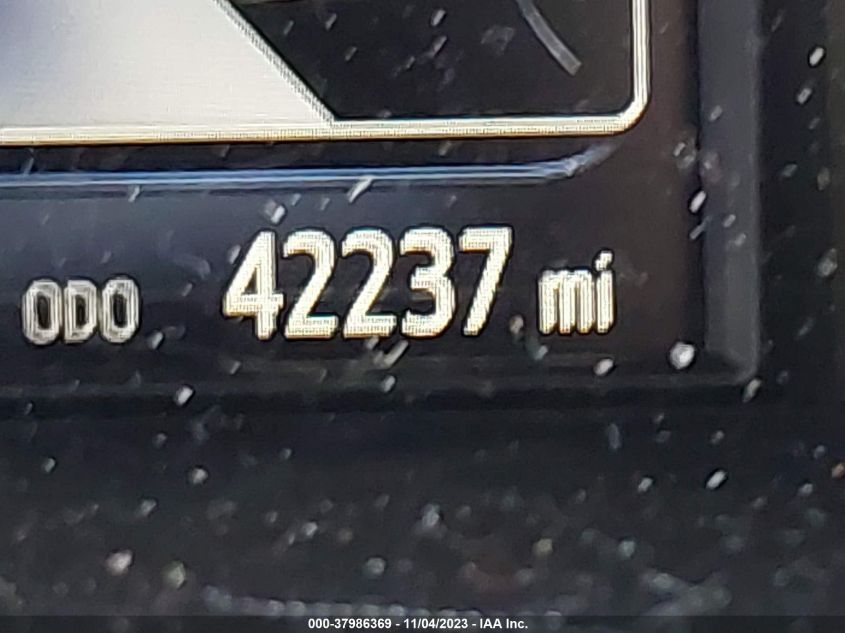 ODO 42237 mi
000-37986369 - 11/04/2023 - IAA Inc.